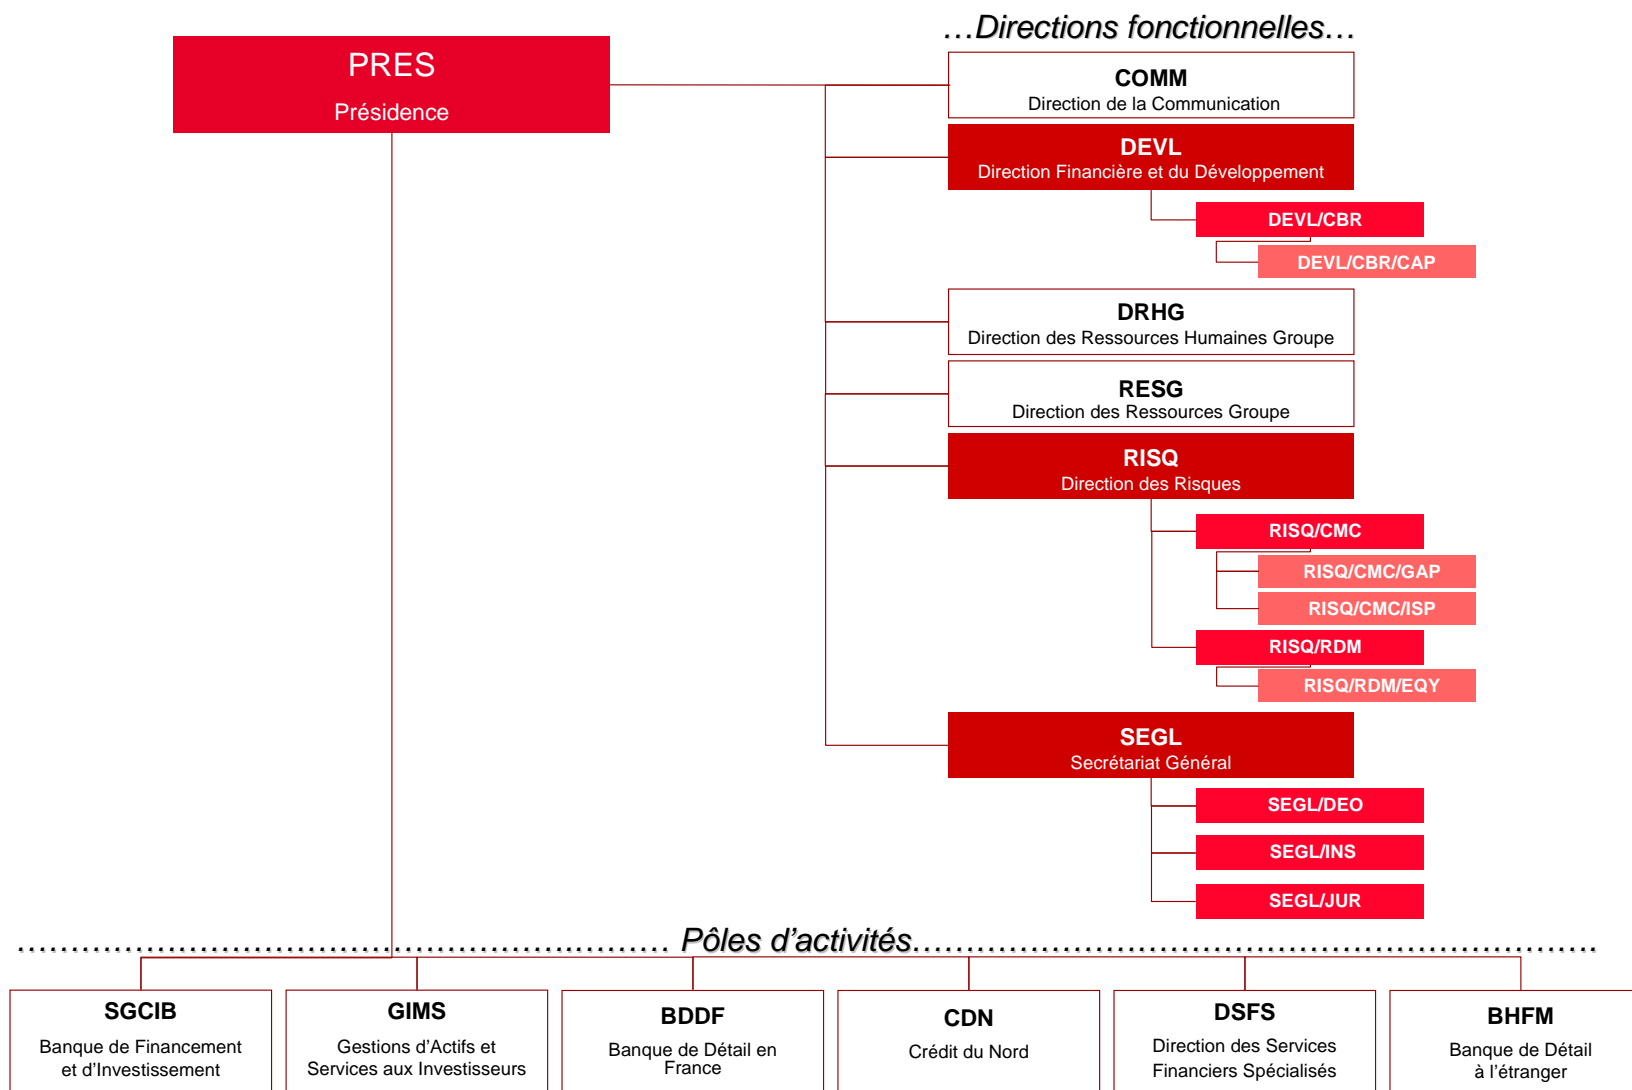 …Directions fonctionnelles…
PRES
Présidence
COMM
Direction de la Communication
DEVL
Direction Financière et du Développement
DEVL/CBR
DEVL/CBR/CAP
DRHG
Direction des Ressources Humaines Groupe
RESG
Direction des Ressources Groupe
RISQ
Direction des Risques
RISQ/CMC
RISQ/CMC/GAP
RISQ/CMC/ISP
RISQ/RDM
RISQ/RDM/EQY
SEGL
Secrétariat Général
SEGL/DEO
SEGL/INS
SEGL/JUR
Pôles d’activités
SGCIB
Banque de Financement
et d’Investissement
GIMS
Gestions d’Actifs et
Services aux Investisseurs
BDDF
Banque de Détail en
France
CDN
Crédit du Nord
DSFS
Direction des Services
Financiers Spécialisés
BHFM
Banque de Détail
à l’étranger